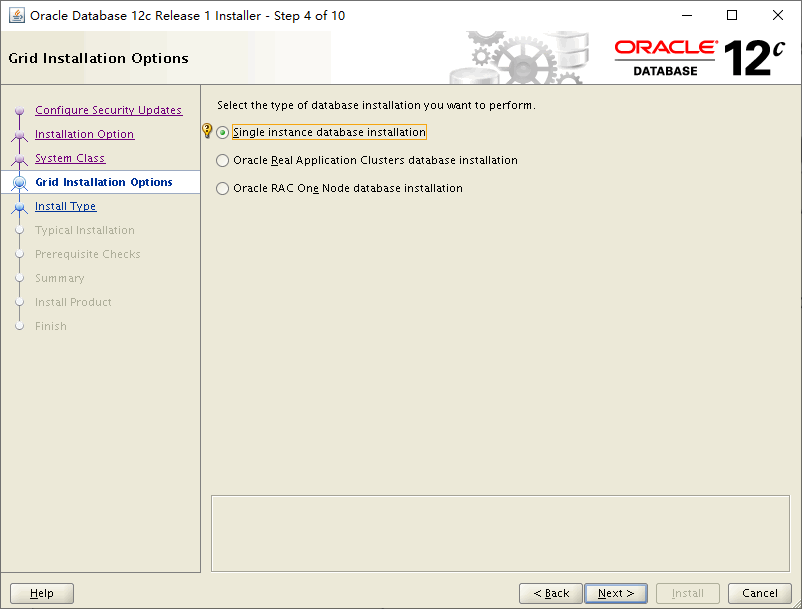 Oracle Database 12c Release 1 Installer - Step 4 of 10
Grid Installation Options
ORACLE
DATABASE
12c
Configure Security Updates
Installation Option
System Class
Grid Installation Options
Install Type
Typical Installation
Prerequisite Checks
Summary
Install Product
Finish
Select the type of database installation you want to perform.
Single instance database installation
Oracle Real Application Clusters database installation
Oracle RAC One Node database installation
Help
< Back
Next >
Install
Cancel